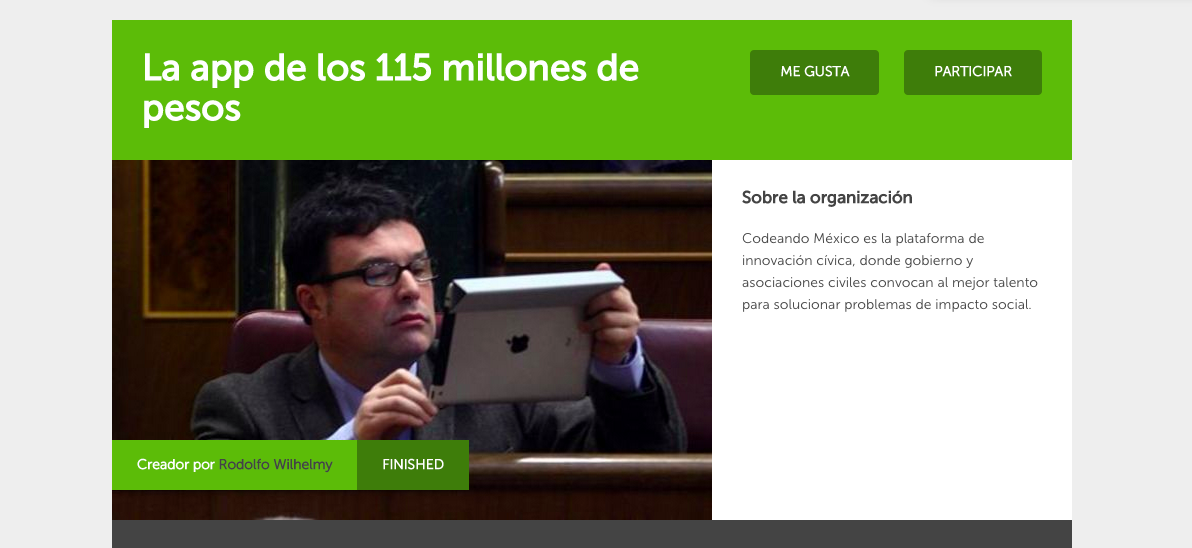 La app de los 115 millones de
pesos
ME GUSTA
PARTICIPAR
Sobre la organización
Codeando México es la plataforma de
innovación cívica, donde gobierno y
asociaciones civiles convocan al mejor talento
para solucionar problemas de impacto social.
Creador por Rodolfo Wilhelmy
FINISHED